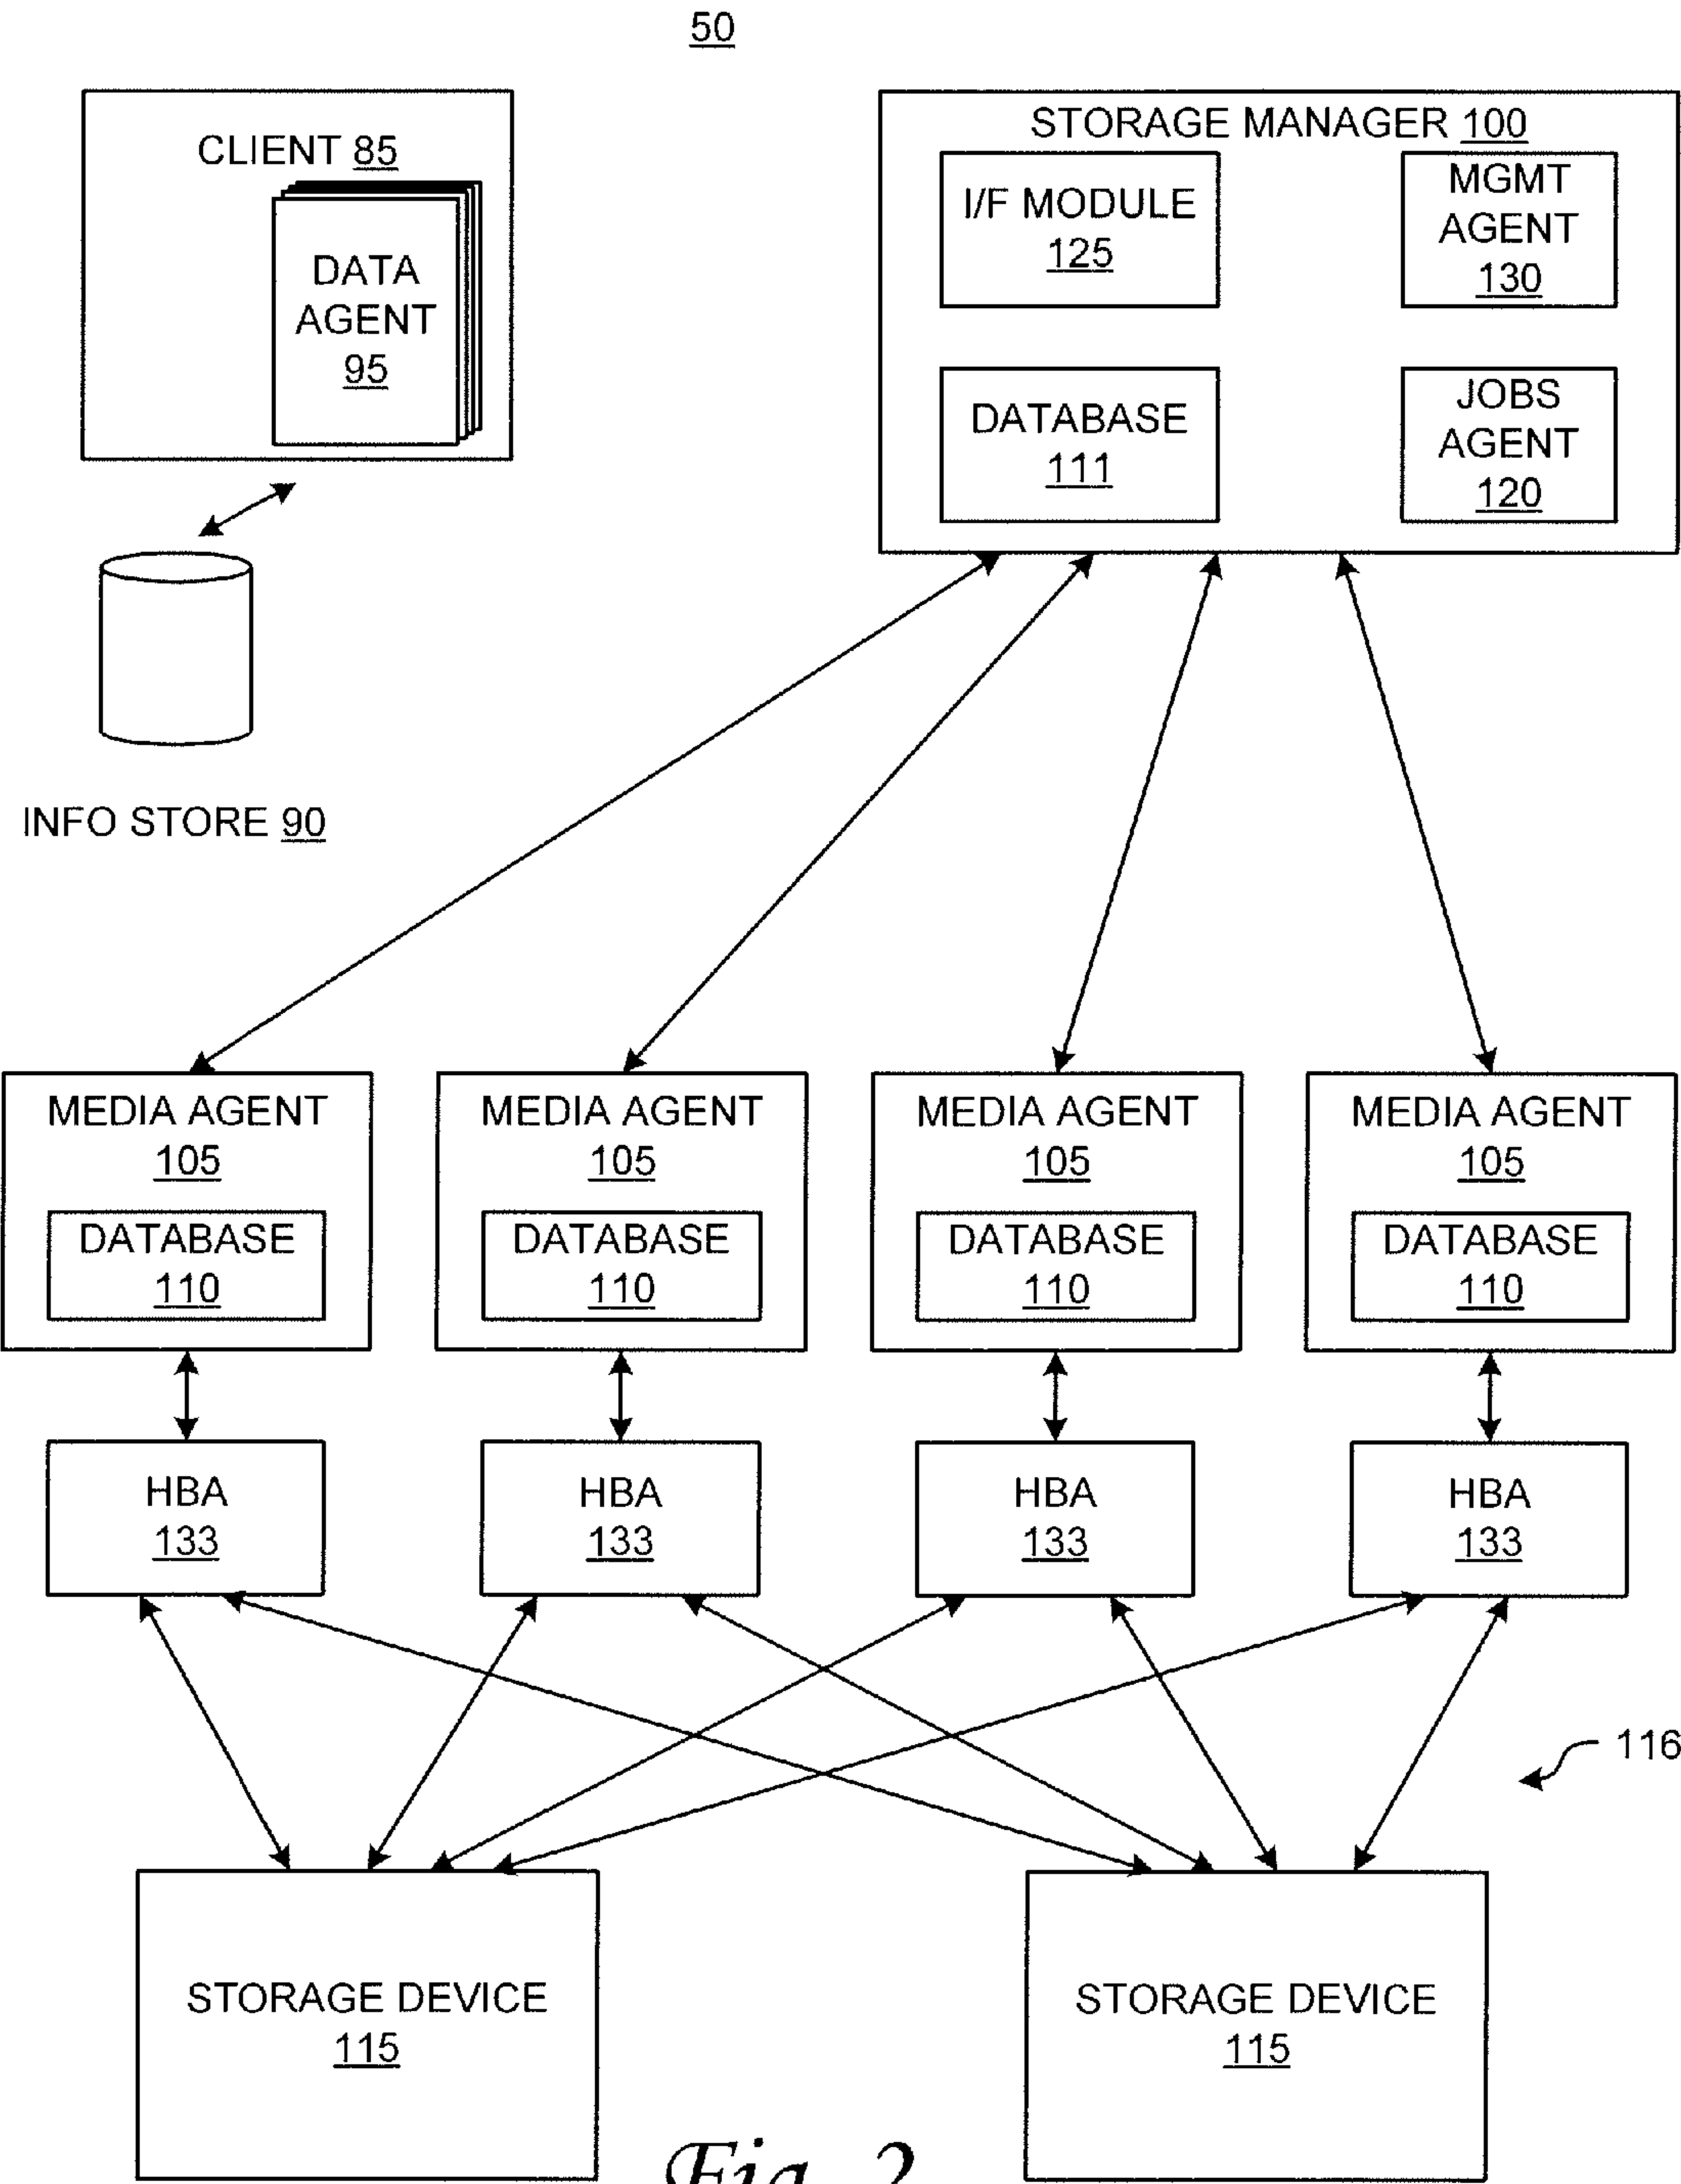 50
CLIENT 85
DATA
AGENT
95
INFO STORE 90
STORAGE MANAGER 100
I/F MODULE
125
MGMT
AGENT
130
DATABASE
111
JOBS
AGENT
120
MEDIA AGENT
105
DATABASE
110
MEDIA AGENT
105
DATABASE
110
MEDIA AGENT
105
DATABASE
110
MEDIA AGENT
105
DATABASE
110
HBA
133
HBA
133
HBA
133
HBA
133
116
STORAGE DEVICE
115
STORAGE DEVICE
115
Fig. 2